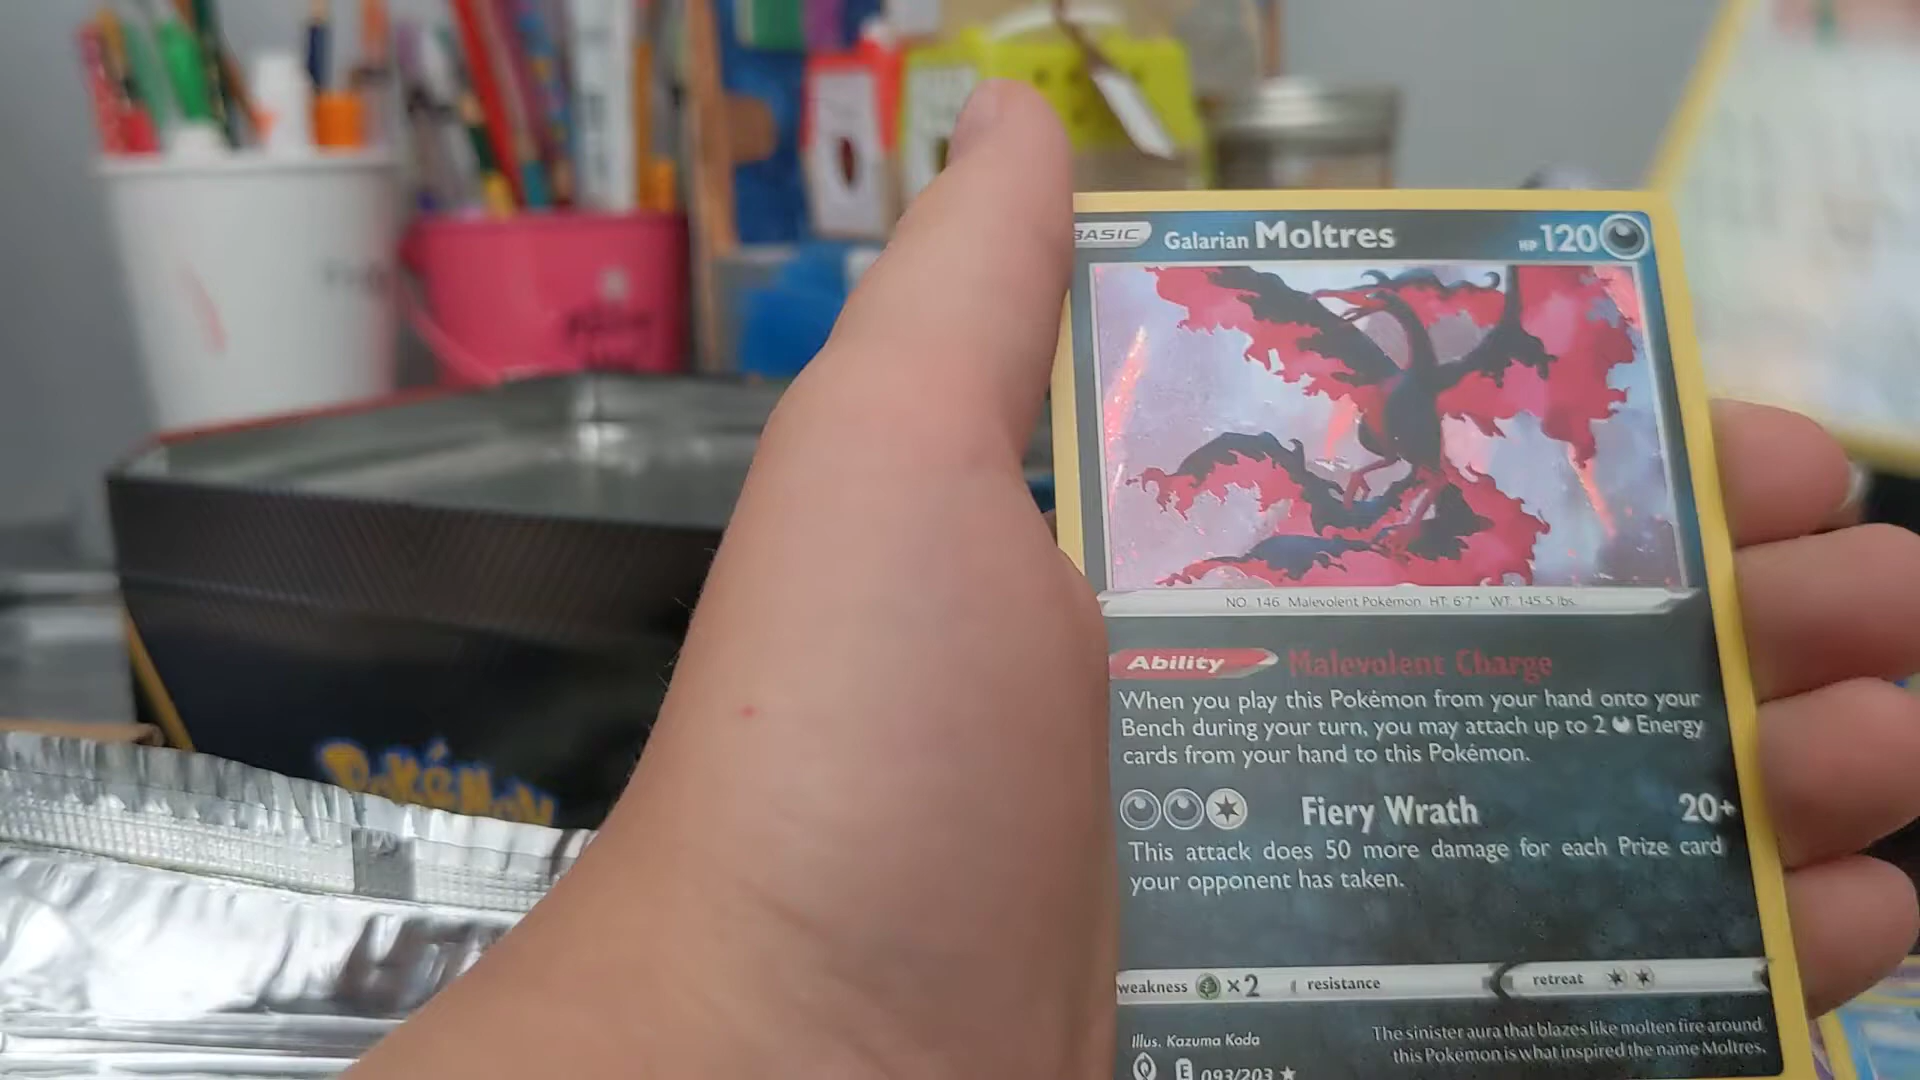 BASIC Galarian Moltres HP 120
NO. 146 Malevolent Pokémon HT: 6'7" WT: 145.5 lbs.
Ability Malevolent Charge
When you play this Pokémon from your hand onto your
Bench during your turn, you may attach up to 2 Energy
cards from your hand to this Pokémon.
Fiery Wrath 20+
This attack does 50 more damage for each Prize card
your opponent has taken.
weakness ×2 resistance retreat
Illus. Kazuma Koda
The sinister aura that blazes like molten fire around
this Pokémon is what inspired the name Moltres.
E 093/203 ★
Pokémon